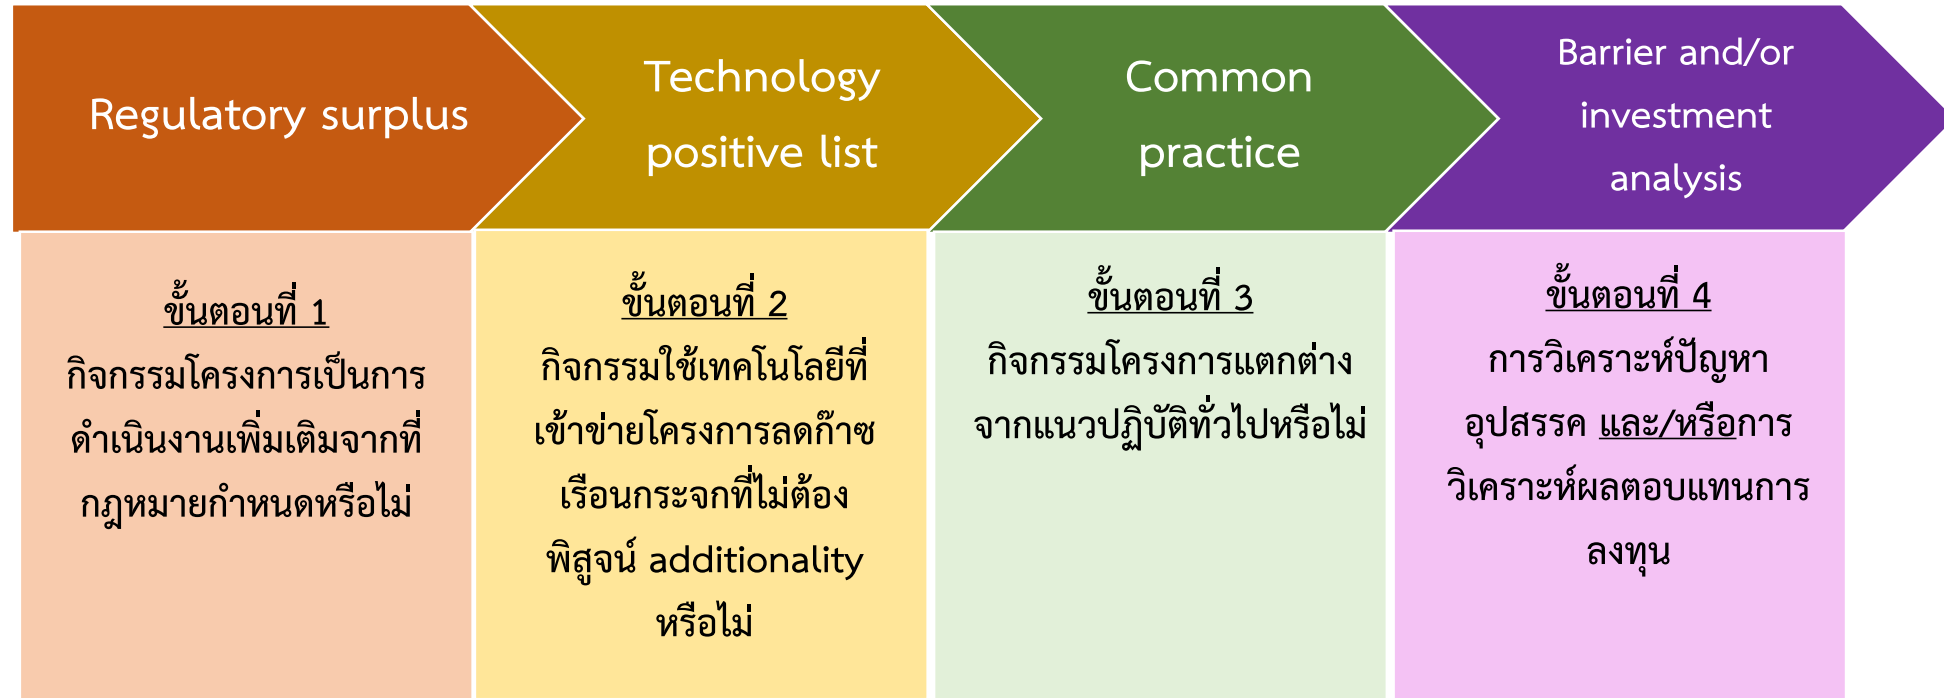 Regulatory surplus
Technology
positive list
Common
practice
Barrier and/or
investment
analysis
ขั้นตอนที่ 1
กิจกรรมโครงการเป็นการ
ดำเนินงานเพิ่มเติมจากที่
กฎหมายกำหนดหรือไม่
ขั้นตอนที่ 2
กิจกรรมใช้เทคโนโลยีที่
เข้าข่ายโครงการลดก๊าซ
เรือนกระจกที่ไม่ต้อง
พิสูจน์ additionality
หรือไม่
ขั้นตอนที่ 3
กิจกรรมโครงการแตกต่าง
จากแนวปฏิบัติทั่วไปหรือไม่
ขั้นตอนที่ 4
การวิเคราะห์ปัญหา
อุปสรรค และ/หรือการ
วิเคราะห์ผลตอบแทนการ
ลงทุน